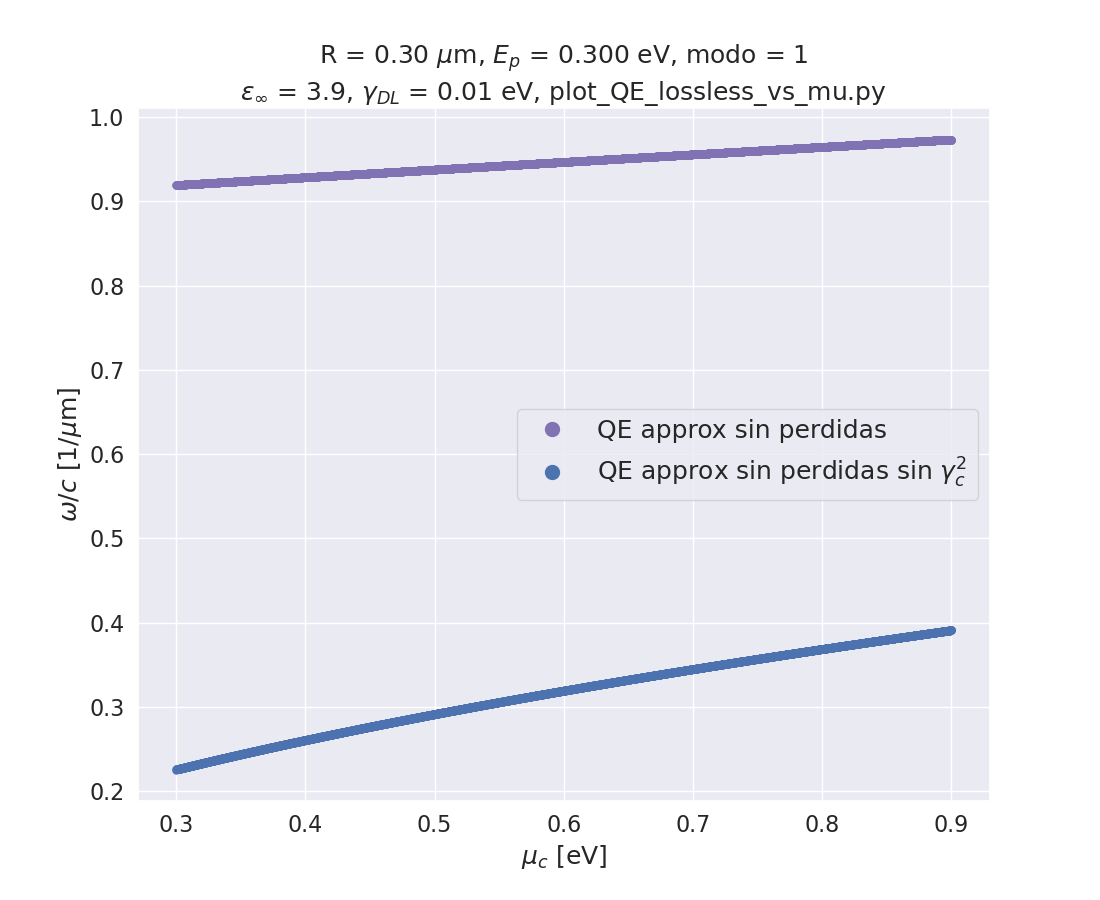 R = 0.30 μm, E_p = 0.300 eV, modo = 1
ε_∞ = 3.9, γ_DL = 0.01 eV, plot_QE_lossless_vs_mu.py
1.0
0.9
0.8
0.7
0.6
0.5
0.4
0.3
0.2
ω/c [1/μm]
QE approx sin perdidas
QE approx sin perdidas sin γ_c^2
0.3 0.4 0.5 0.6 0.7 0.8 0.9
μ_c [eV]